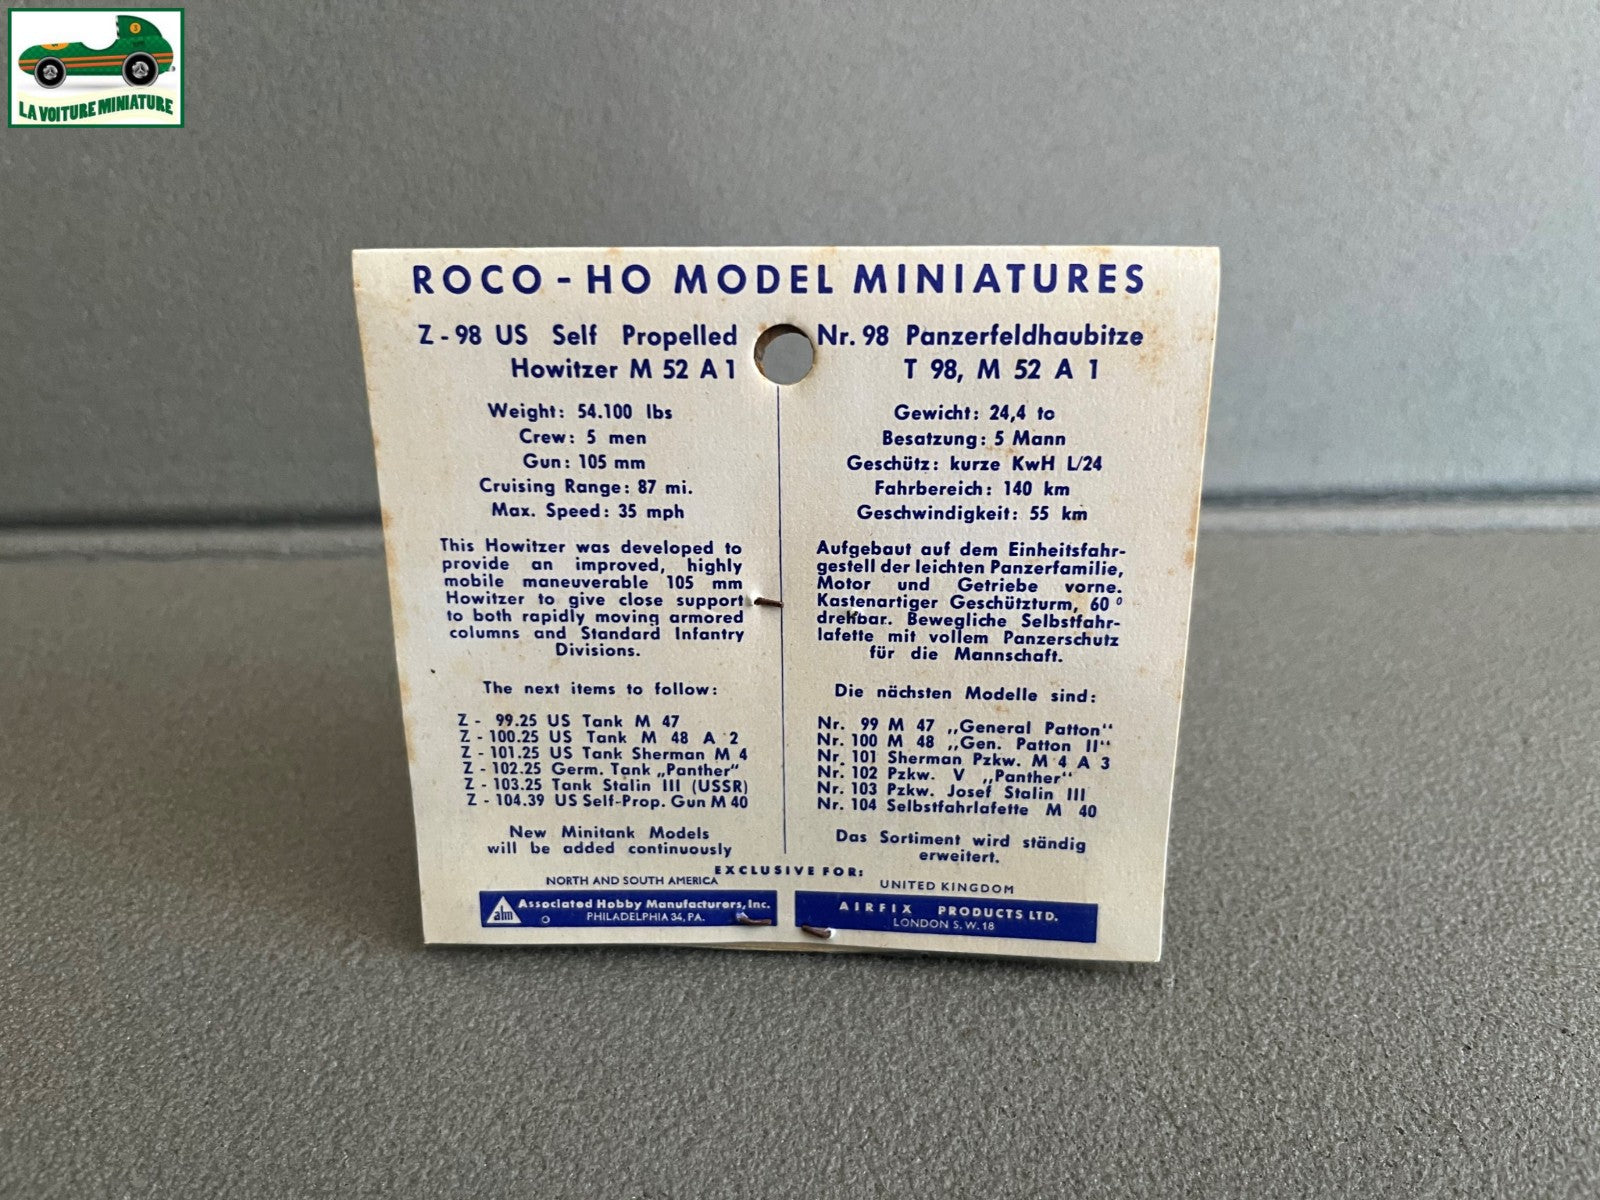 LA VOITURE MINIATURE
ROCO - HO MODEL MINIATURES
Z - 98 US Self Propelled
Howitzer M 52 A 1
Weight: 54.100 lbs
Crew: 5 men
Gun: 105 mm
Cruising Range: 87 mi.
Max. Speed: 35 mph
This Howitzer was developed to
provide an improved, highly
mobile maneuverable 105 mm
Howitzer to give close support
to both rapidly moving armored
columns and Standard Infantry
Divisions.
The next items to follow:
Z - 99.25 US Tank M 47
Z - 100.25 US Tank M 48 A 2
Z - 101.25 US Tank Sherman M 4
Z - 102.25 Germ. Tank „Panther“
Z - 103.25 Tank Stalin III (USSR)
Z - 104.39 US Self-Prop. Gun M 40
New Minitank Models
will be added continuously
Nr. 98 Panzerfeldhaubitze
T 98, M 52 A 1
Gewicht: 24,4 to
Besatzung: 5 Mann
Geschütz: kurze KwH L/24
Fahrbereich: 140 km
Geschwindigkeit: 55 km
Aufgebaut auf dem Einheitsfahr-
gestell der leichten Panzerfamilie,
Motor und Getriebe vorne.
Kastenartiger Geschützturm, 60°
drehbar. Bewegliche Selbstfahr-
lafette mit vollem Panzerschutz
für die Mannschaft.
Die nächsten Modelle sind:
Nr. 99 M 47 „General Patton“
Nr. 100 M 48 „Gen. Patton II“
Nr. 101 Sherman Pzkw. M 4 A 3
Nr. 102 Pzkw. V „Panther“
Nr. 103 Pzkw. Josef Stalin III
Nr. 104 Selbstfahrlafette M 40
Das Sortiment wird ständig
erweitert.
EXCLUSIVE FOR:
NORTH AND SOUTH AMERICA
ahm
Associated Hobby Manufacturers, Inc.
PHILADELPHIA 34, PA.
UNITED KINGDOM
AIRFIX PRODUCTS LTD.
LONDON S. W. 18